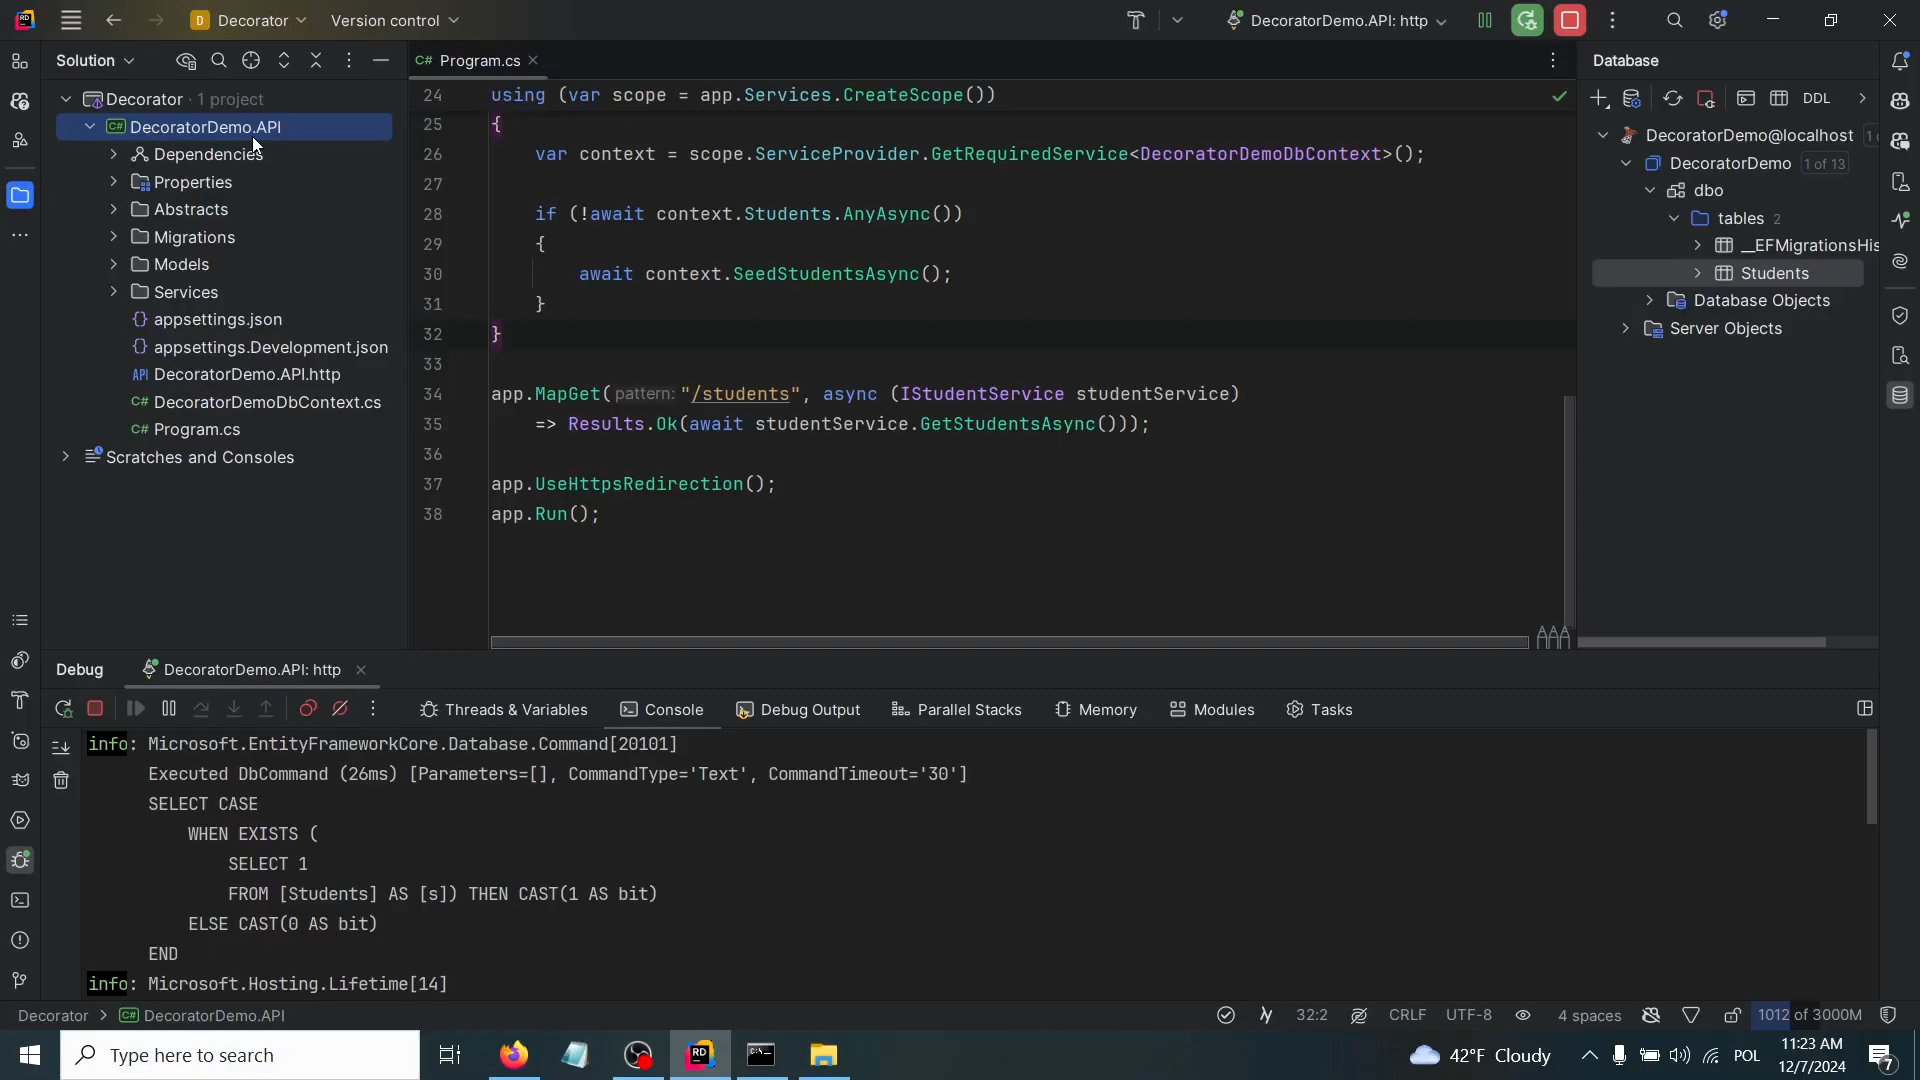 D Decorator
Version control
DecoratorDemo.API: http
Solution
C# Program.cs
Database
Decorator · 1 project
C# DecoratorDemo.API
Dependencies
Properties
Abstracts
Migrations
Models
Services
{} appsettings.json
{} appsettings.Development.json
API DecoratorDemo.API.http
C# DecoratorDemoDbContext.cs
C# Program.cs
Scratches and Consoles
24 using (var scope = app.Services.CreateScope())
25 {
26 var context = scope.ServiceProvider.GetRequiredService<DecoratorDemoDbContext>();
27
28 if (!await context.Students.AnyAsync())
29 {
30 await context.SeedStudentsAsync();
31 }
32 }
33
34 app.MapGet( pattern: "/students", async (IStudentService studentService)
35 => Results.Ok(await studentService.GetStudentsAsync()));
36
37 app.UseHttpsRedirection();
38 app.Run();
DDL
DecoratorDemo@localhost 1
DecoratorDemo 1 of 13
dbo
tables 2
__EFMigrationsHis
Students
Database Objects
Server Objects
Debug
DecoratorDemo.API: http
Threads & Variables
Console
Debug Output
Parallel Stacks
Memory
Modules
Tasks
info: Microsoft.EntityFrameworkCore.Database.Command[20101]
Executed DbCommand (26ms) [Parameters=[], CommandType='Text', CommandTimeout='30']
SELECT CASE
WHEN EXISTS (
SELECT 1
FROM [Students] AS [s]) THEN CAST(1 AS bit)
ELSE CAST(0 AS bit)
END
info: Microsoft.Hosting.Lifetime[14]
Decorator > C# DecoratorDemo.API
32:2
CRLF
UTF-8
4 spaces
1012 of 3000M
Type here to search
RD
42°F Cloudy
POL
11:23 AM
12/7/2024
7